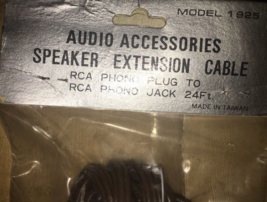 MODEL 1925
AUDIO ACCESSORIES
SPEAKER EXTENSION CABLE
RCA PHONO PLUG TO
RCA PHONO JACK 24Ft.
MADE IN TAIWAN